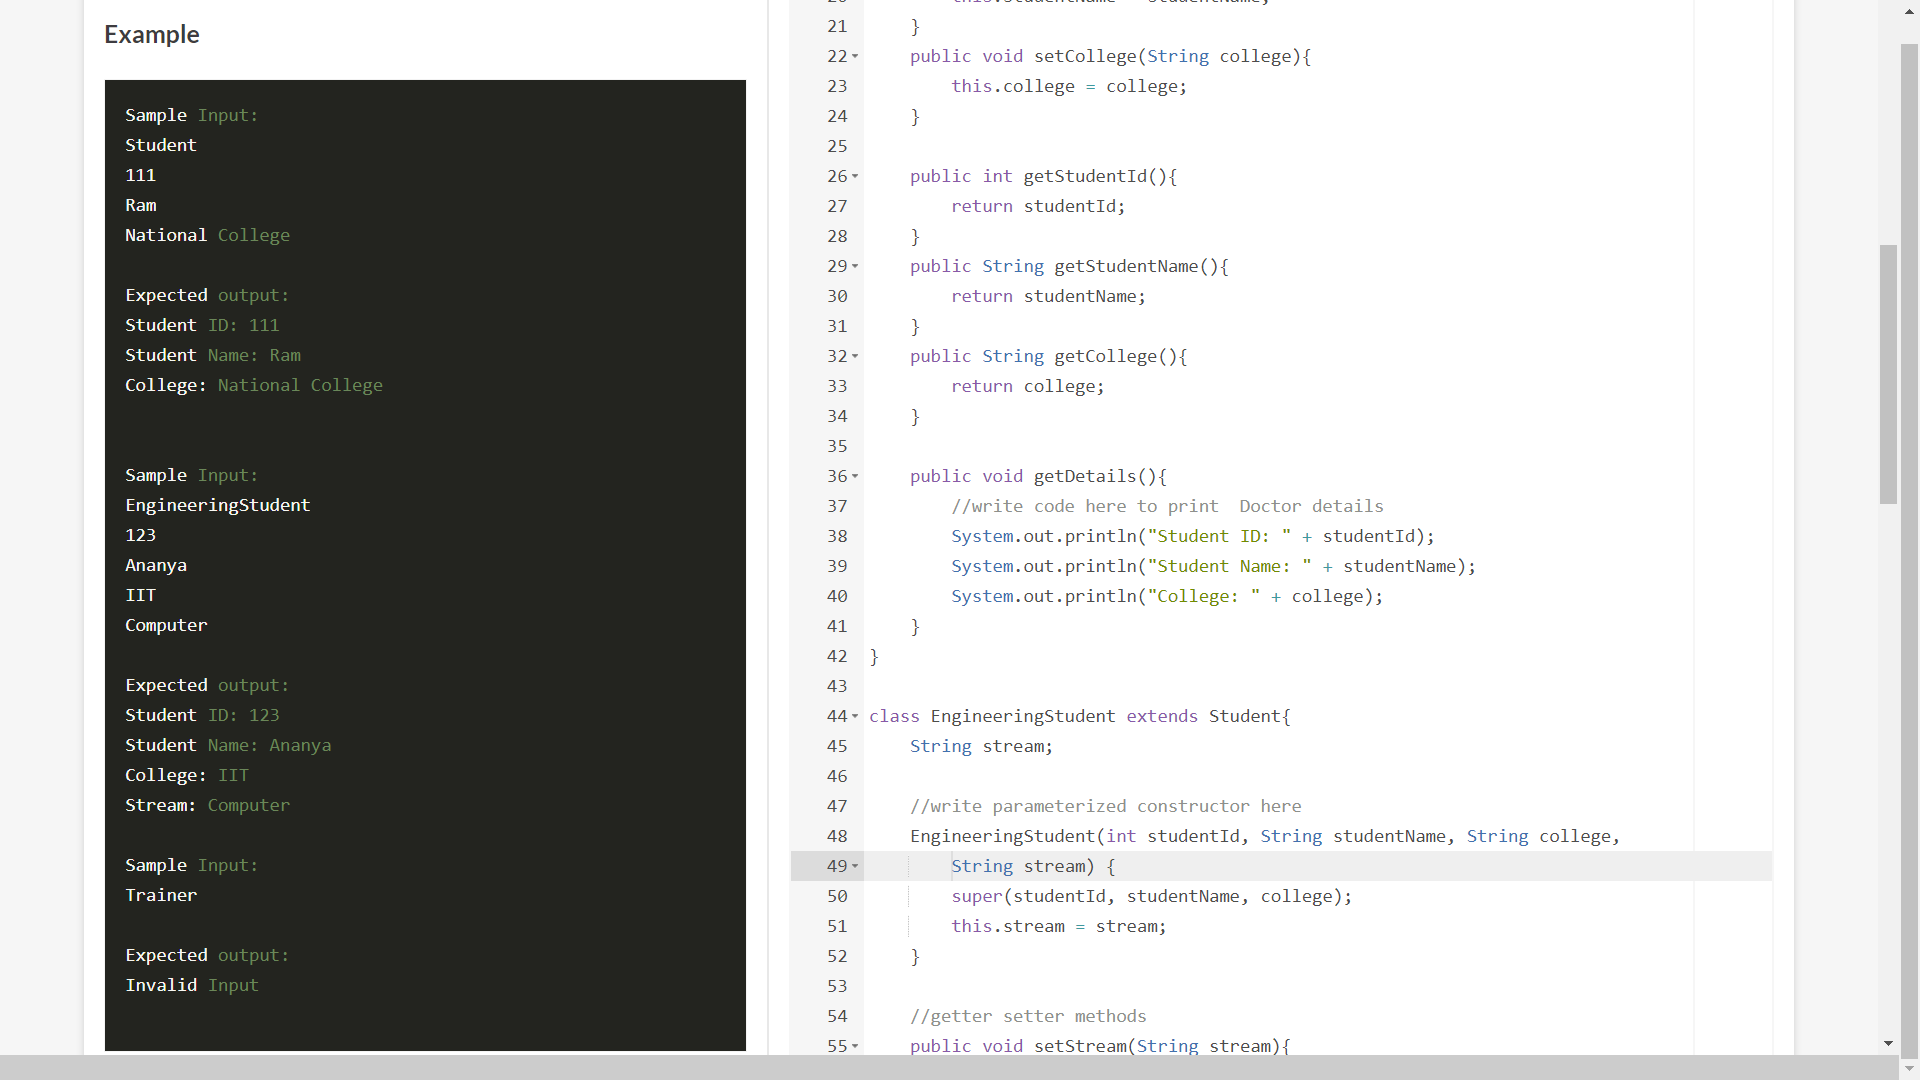 Example
Sample Input:
Student
111
Ram
National College
Expected output:
Student ID: 111
Student Name: Ram
College: National College
Sample Input:
EngineeringStudent
123
Ananya
IIT
Computer
Expected output:
Student ID: 123
Student Name: Ananya
College: IIT
Stream: Computer
Sample Input:
Trainer
Expected output:
Invalid Input
20 this.studentName = studentName;
21 }
22 public void setCollege(String college){
23 this.college = college;
24 }
25
26 public int getStudentId(){
27 return studentId;
28 }
29 public String getStudentName(){
30 return studentName;
31 }
32 public String getCollege(){
33 return college;
34 }
35
36 public void getDetails(){
37 //write code here to print  Doctor details
38 System.out.println("Student ID: " + studentId);
39 System.out.println("Student Name: " + studentName);
40 System.out.println("College: " + college);
41 }
42 }
43
44 class EngineeringStudent extends Student{
45 String stream;
46
47 //write parameterized constructor here
48 EngineeringStudent(int studentId, String studentName, String college,
49 String stream) {
50 super(studentId, studentName, college);
51 this.stream = stream;
52 }
53
54 //getter setter methods
55 public void setStream(String stream){